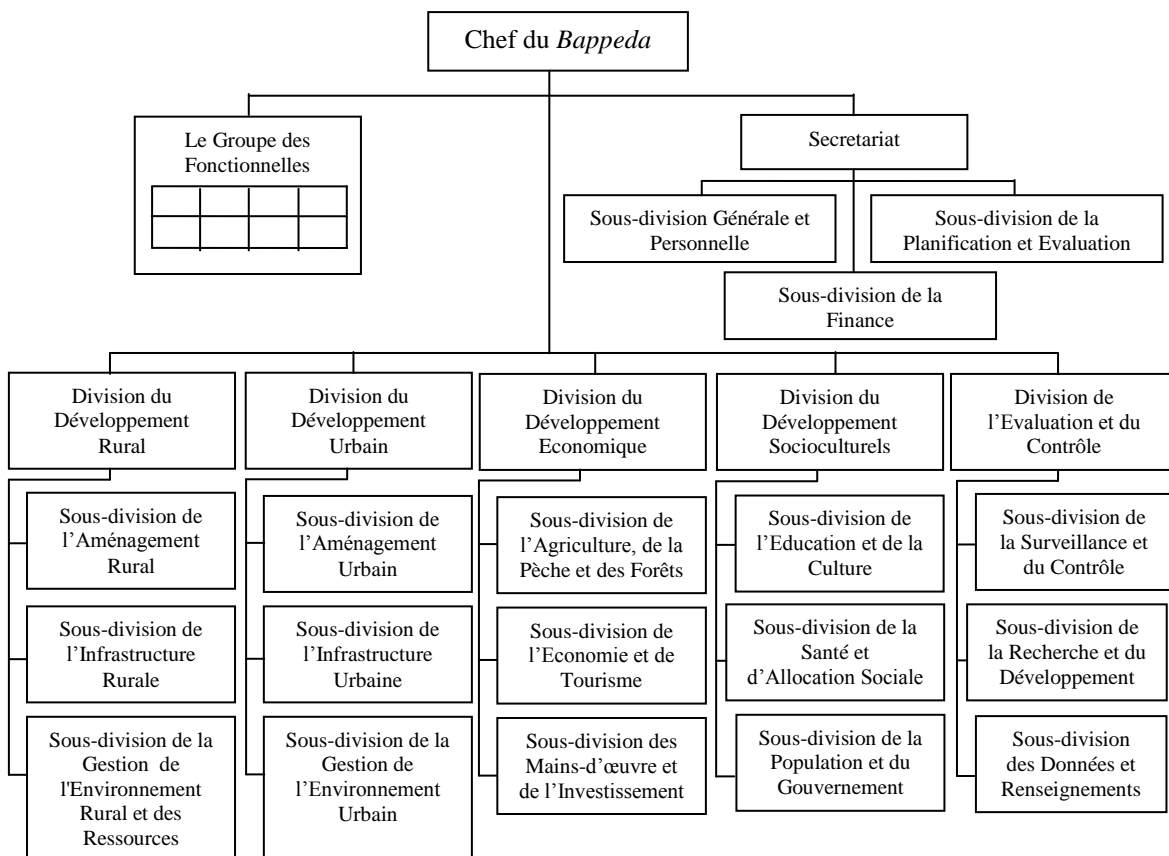 Chef du Bappeda
Le Groupe des
Fonctionnelles
Secretariat
Sous-division Générale et
Personnelle
Sous-division de la
Planification et Evaluation
Sous-division de la
Finance
Division du
Développement
Rural
Division du
Développement
Urbain
Division du
Développement
Economique
Division du
Développement
Socioculturels
Division de
l’Evaluation et du
Contrôle
Sous-division de
l’Aménagement
Rural
Sous-division de
l’Infrastructure
Rurale
Sous-division de la
Gestion de
l'Environnement
Rural et des
Ressources
Sous-division de
l’Aménagement
Urbain
Sous-division de
l’Infrastructure
Urbaine
Sous-division de la
Gestion de
l’Environnement
Urbain
Sous-division de
l’Agriculture, de la
Pèche et des Forêts
Sous-division de
l’Economie et de
Tourisme
Sous-division des
Mains-d’œuvre et
de l’Investissement
Sous-division de
l’Education et de la
Culture
Sous-division de la
Santé et
d’Allocation Sociale
Sous-division de la
Population et du
Gouvernement
Sous-division de
la Surveillance et
du Contrôle
Sous-division de
la Recherche et du
Développement
Sous-division
des Données et
Renseignements